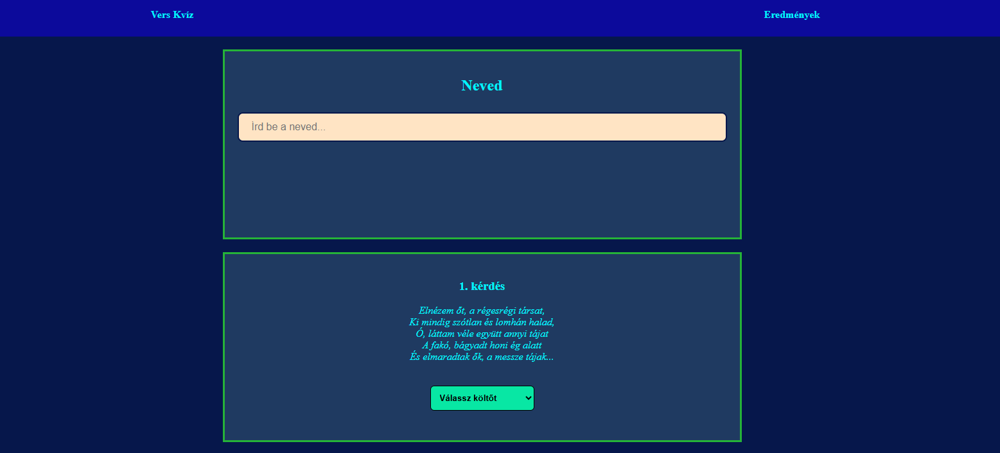 Vers Kvíz
Eredmények
Neved
Írd be a neved...
1. kérdés
Elnézem őt, a régesrégi társat,
Ki mindig szótlan és lomhán halad,
Ó, láttam véle együtt annyi tájat
A fakó, bágyadt honi ég alatt
És elmaradtak ők, a messze tájak...
Válassz költőt